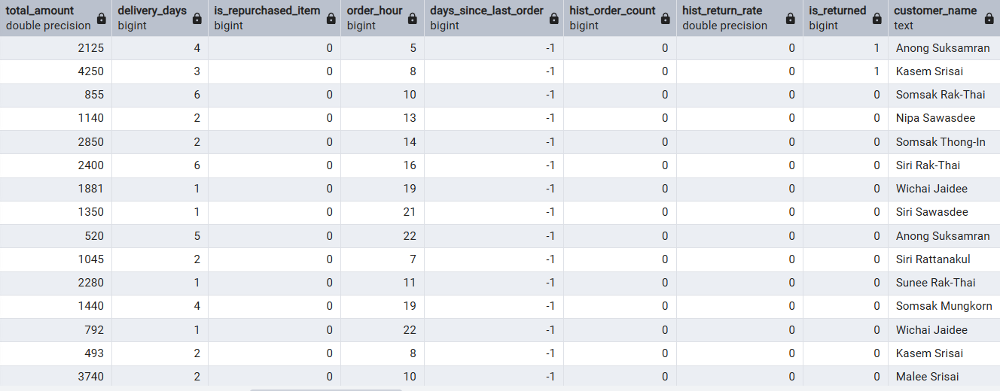 total_amount delivery_days is_repurchased_item order_hour days_since_last_order hist_order_count hist_return_rate is_returned customer_name
double precision bigint bigint bigint bigint bigint double precision bigint text
2125 4 0 5 -1 0 0 1 Anong Suksamran
4250 3 0 8 -1 0 0 1 Kasem Srisai
855 6 0 10 -1 0 0 0 Somsak Rak-Thai
1140 2 0 13 -1 0 0 0 Nipa Sawasdee
2850 2 0 14 -1 0 0 0 Somsak Thong-In
2400 6 0 16 -1 0 0 0 Siri Rak-Thai
1881 1 0 19 -1 0 0 0 Wichai Jaidee
1350 1 0 21 -1 0 0 0 Siri Sawasdee
520 5 0 22 -1 0 0 0 Anong Suksamran
1045 2 0 7 -1 0 0 0 Siri Rattanakul
2280 1 0 11 -1 0 0 0 Sunee Rak-Thai
1440 4 0 19 -1 0 0 0 Somsak Mungkorn
792 1 0 22 -1 0 0 0 Wichai Jaidee
493 2 0 8 -1 0 0 0 Kasem Srisai
3740 2 0 10 -1 0 0 0 Malee Srisai